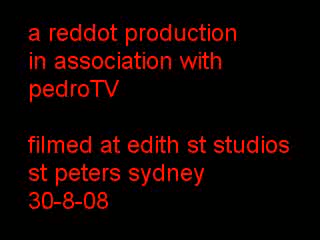 a reddot production
in association with
pedroTV
filmed at edith st studios
st peters sydney
30-8-08